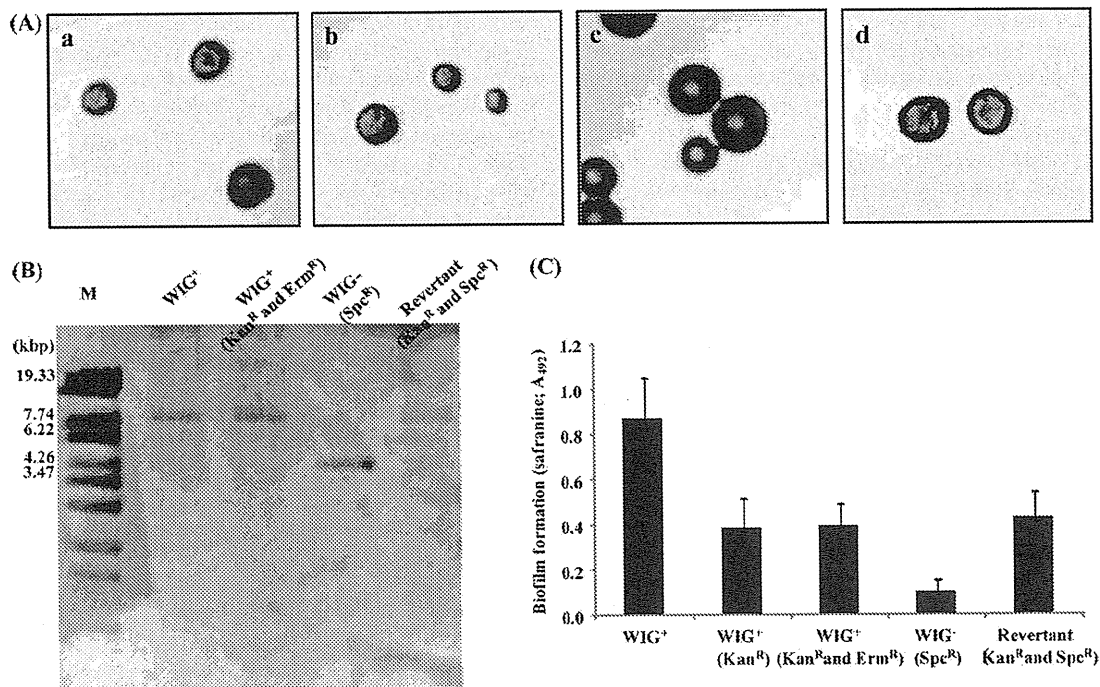 (A)
a
b
c
d
(B)
M
WIG⁺
WIG⁺
(Kanᴿ and Ermᴿ)
WIG-
(Spcᴿ)
Revertant
(Kanᴿ and Spcᴿ)
(kbp)
19.33
7.74
6.22
4.26
3.47
(C)
Biofilm formation (safranine; A₄₉₂)
1.2
1.0
0.8
0.6
0.4
0.2
0.0
WIG⁺
WIG⁺
(Kanᴿ)
WIG⁺
(Kanᴿ and Ermᴿ)
WIG⁻
(Spcᴿ)
Revertant
(Kanᴿ and Spcᴿ)